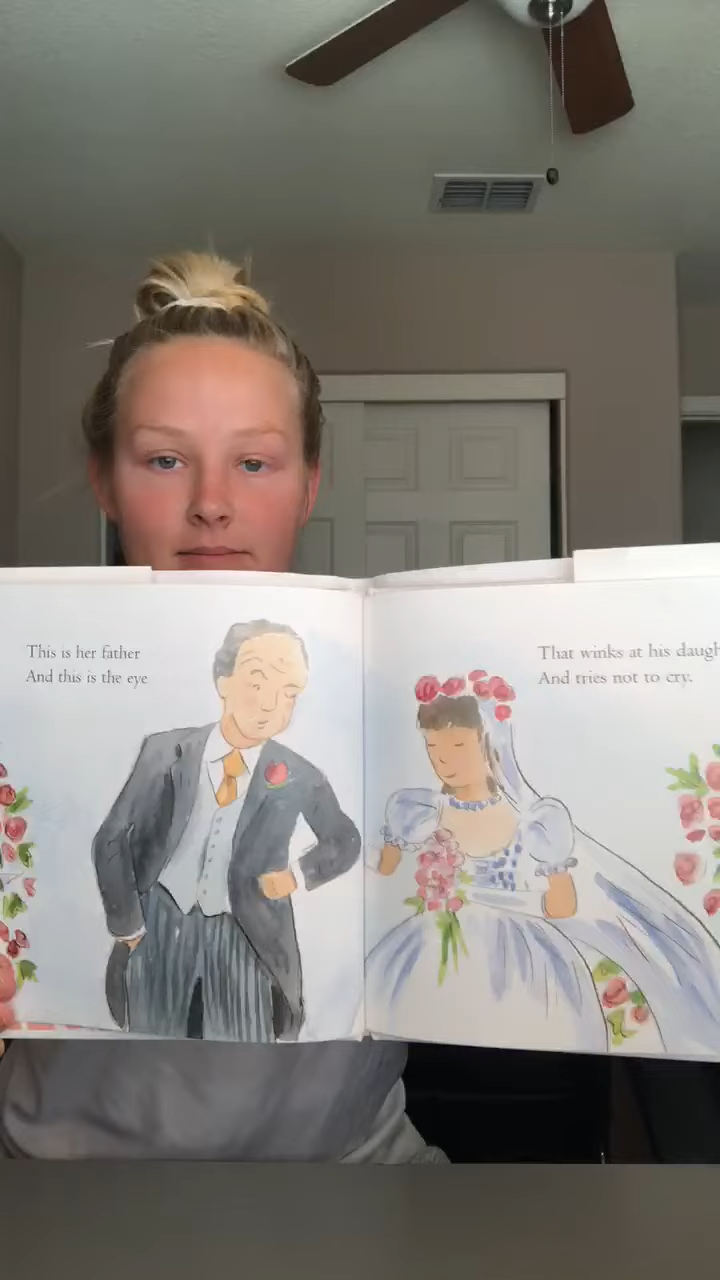 This is her father
And this is the eye
That winks at his daugh
And tries not to cry.